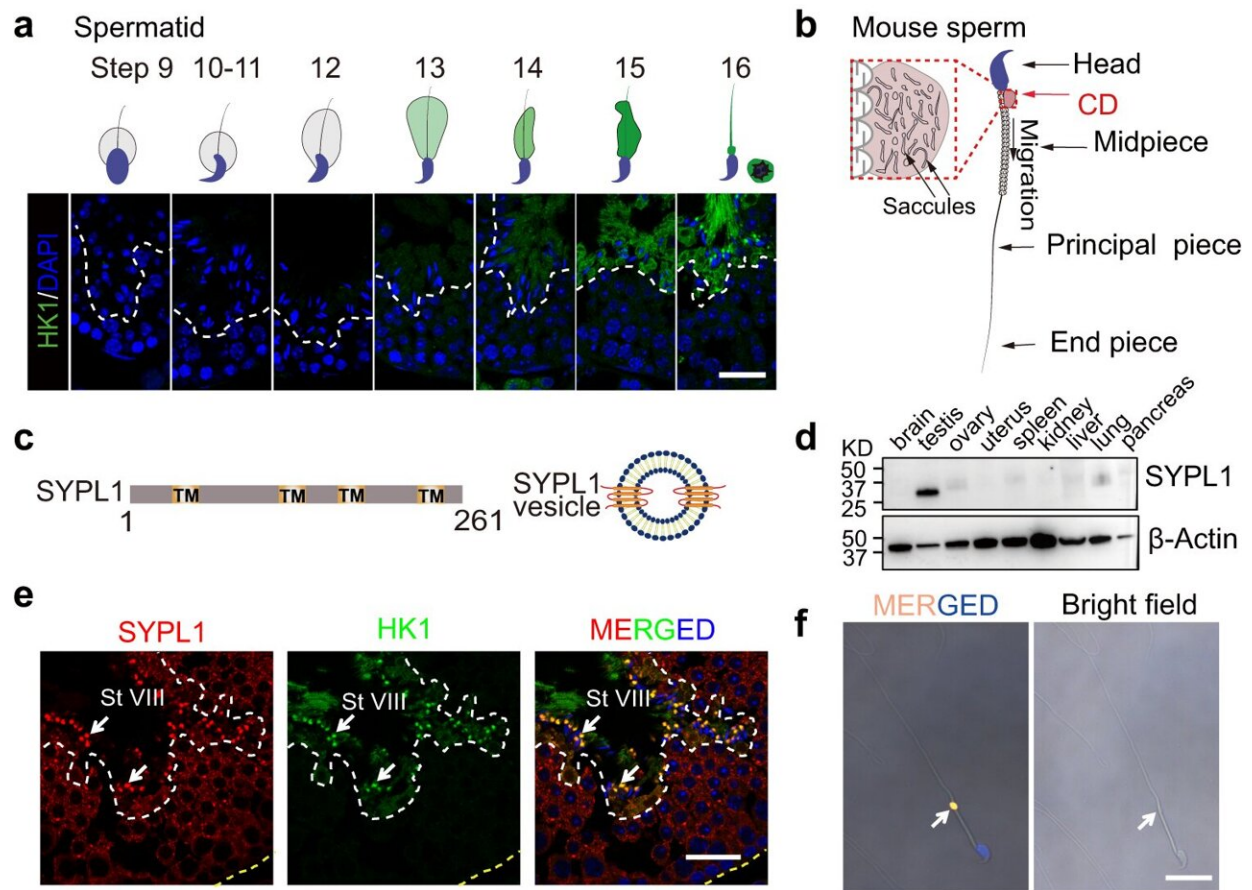 a Spermatid
Step 9 10-11 12 13 14 15 16
HK1/DAPI
b Mouse sperm
Head
CD
Midpiece
Migration
Saccules
Principal piece
End piece
c
SYPL1 TM TM TM TM
1 261
SYPL1
vesicle
d
brain testis ovary uterus spleen kidney liver lung pancreas
KD
50
37
25
SYPL1
50
37
β-Actin
e
SYPL1 HK1 MERGED
St VIII St VIII
f
MERGED Bright field